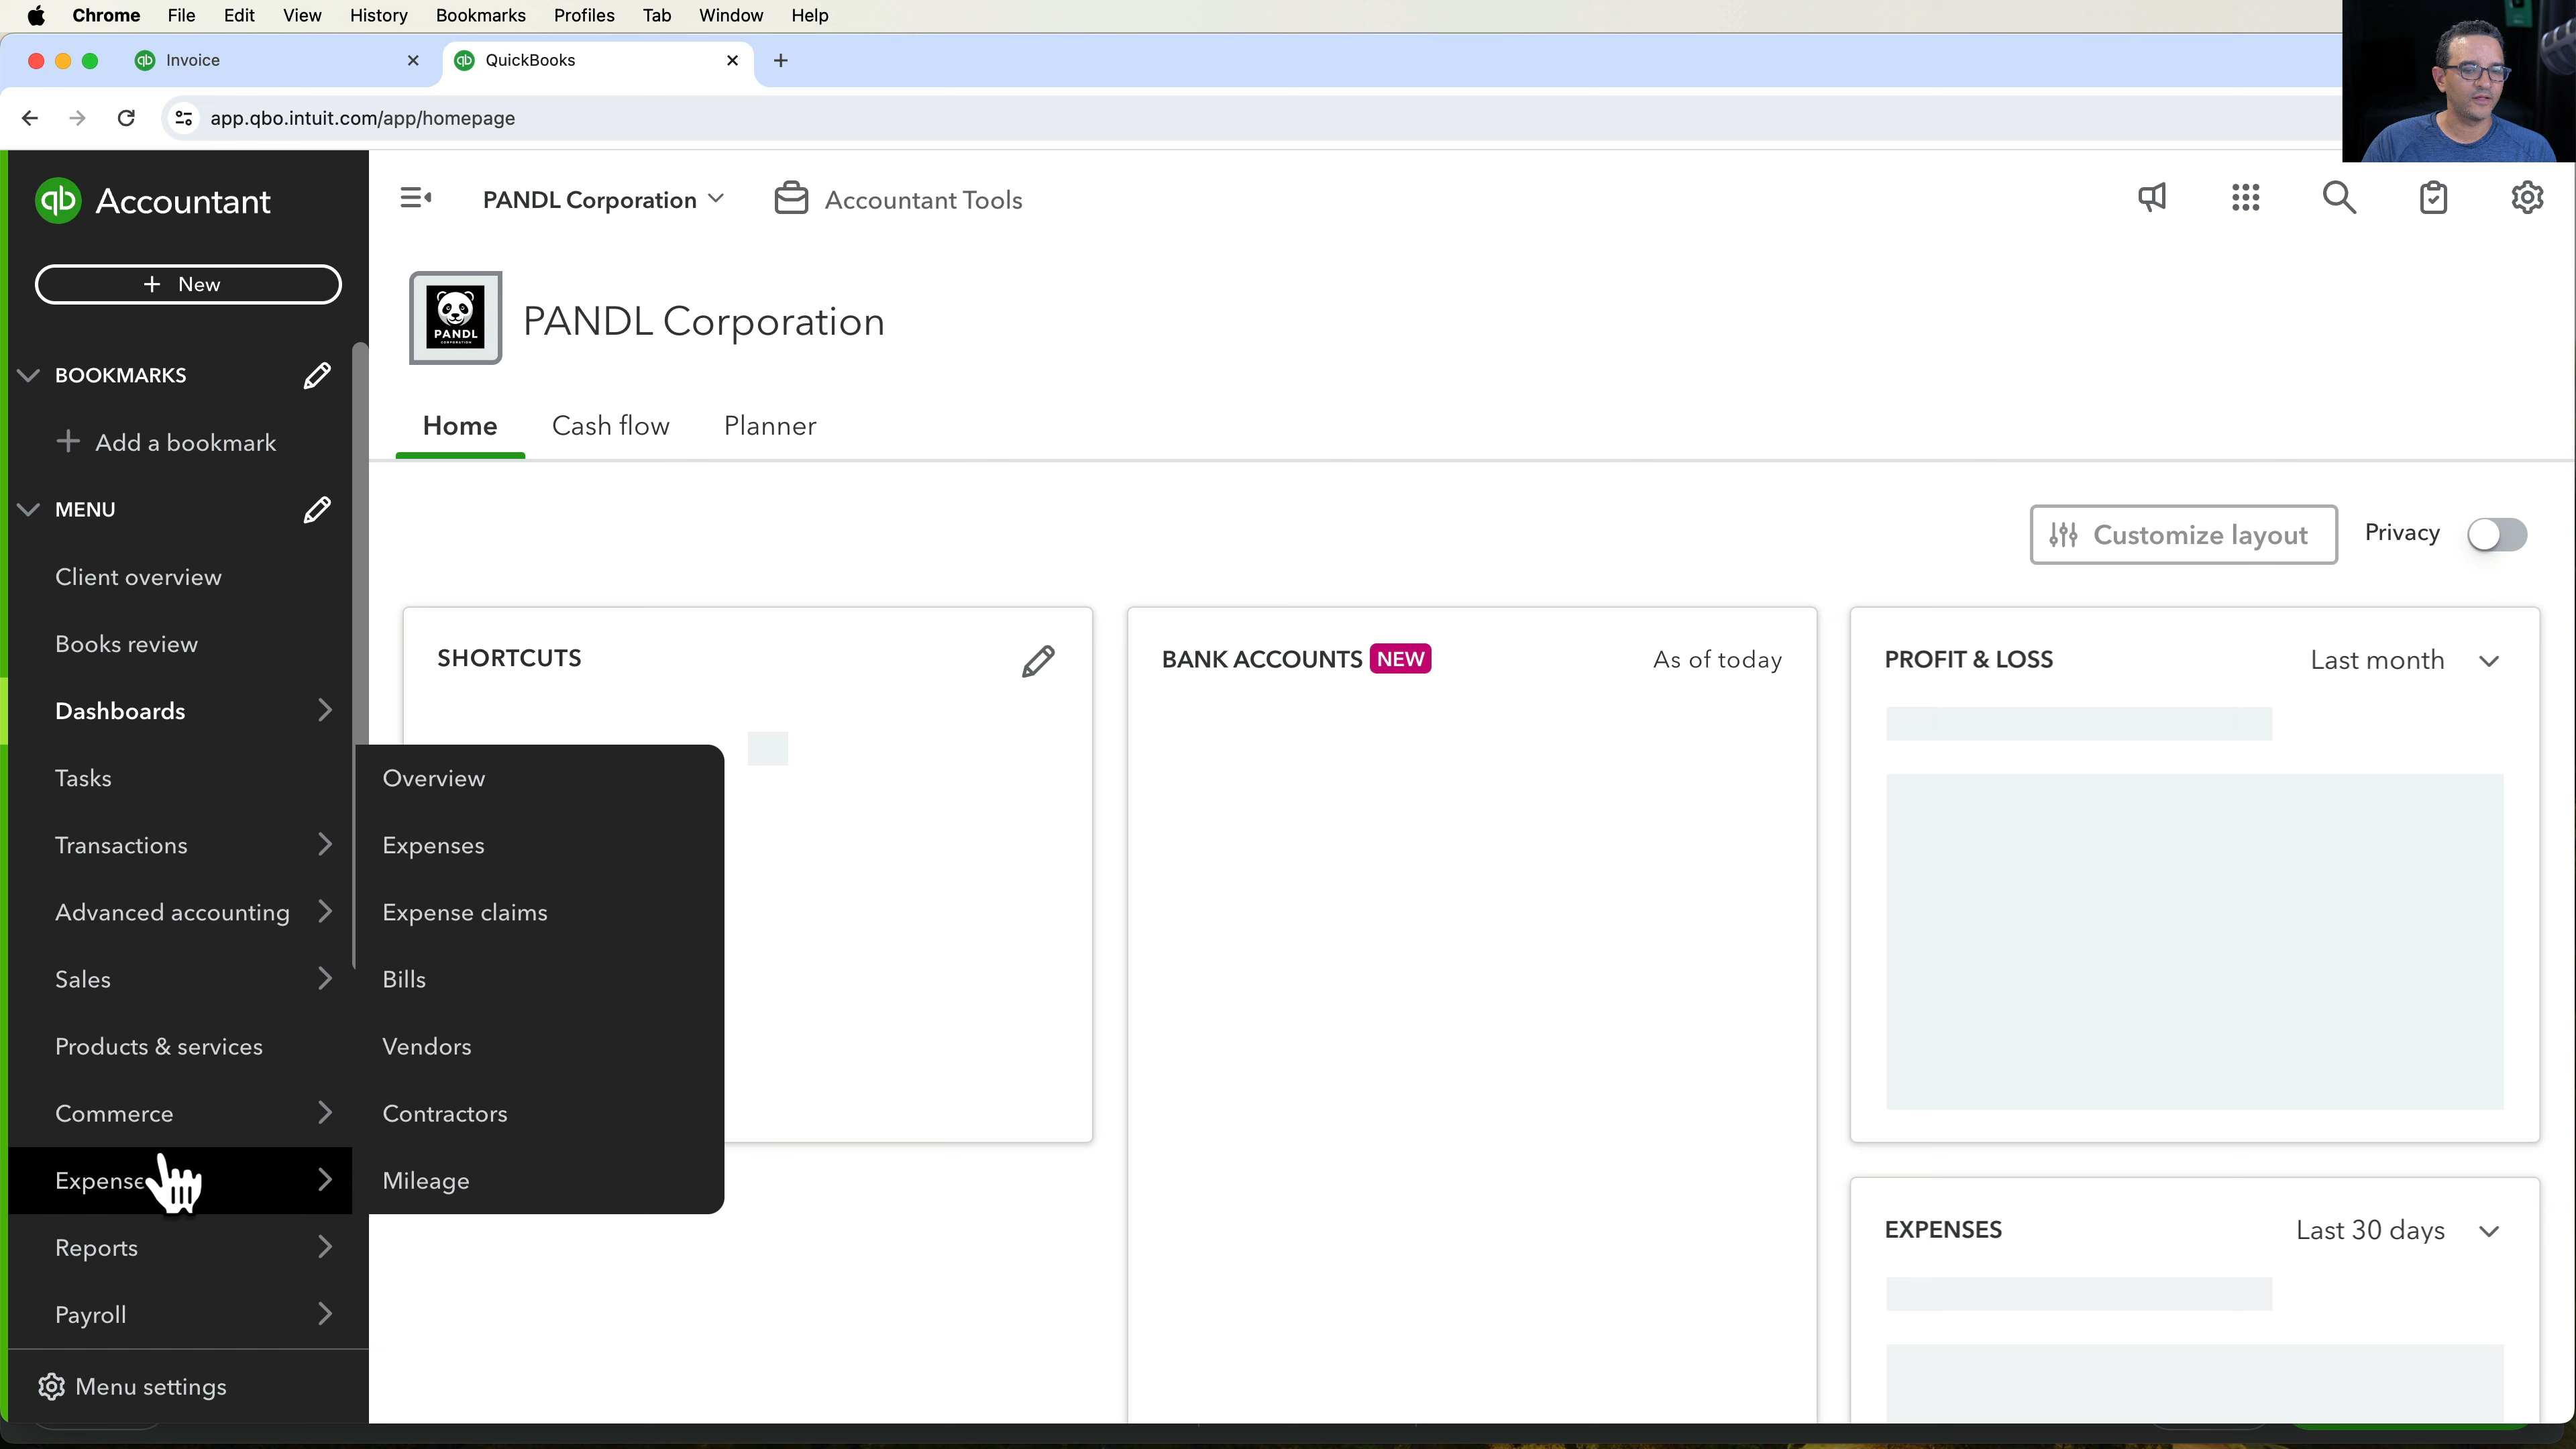 Chrome File Edit View History Bookmarks Profiles Tab Window Help
Invoice
QuickBooks
app.qbo.intuit.com/app/homepage
qb Accountant
New
BOOKMARKS
Add a bookmark
MENU
Client overview
Books review
Dashboards
Tasks
Transactions
Advanced accounting
Sales
Products & services
Commerce
Expense
Reports
Payroll
Menu settings
Overview
Expenses
Expense claims
Bills
Vendors
Contractors
Mileage
PANDL Corporation
Accountant Tools
PANDL
CORPORATION
PANDL Corporation
Home Cash flow Planner
Customize layout
Privacy
SHORTCUTS
BANK ACCOUNTS NEW
As of today
PROFIT & LOSS
Last month
EXPENSES
Last 30 days